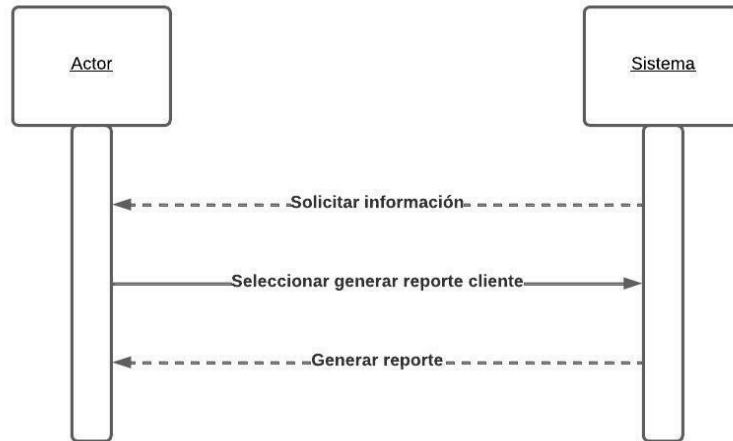 Actor
Sistema
Solicitar información
Seleccionar generar reporte cliente
Generar reporte